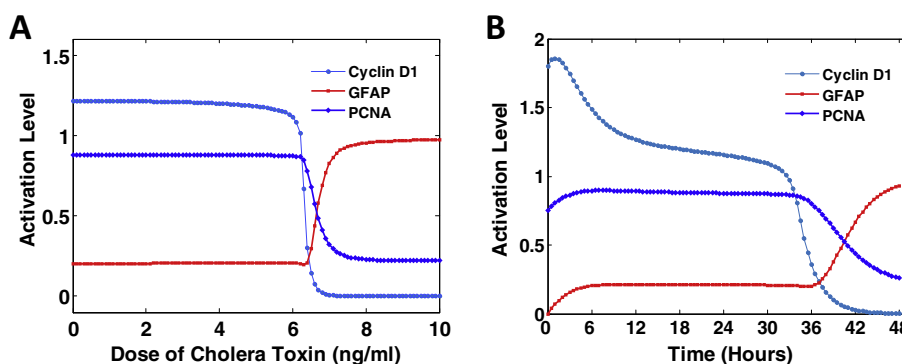 A
Activation Level
1.5
1
0.5
0
Cyclin D1
GFAP
PCNA
0 2 4 6 8 10
Dose of Cholera Toxin (ng/ml)
B
Activation Level
2
1.5
1
0.5
0
Cyclin D1
GFAP
PCNA
0 6 12 18 24 30 36 42 48
Time (Hours)